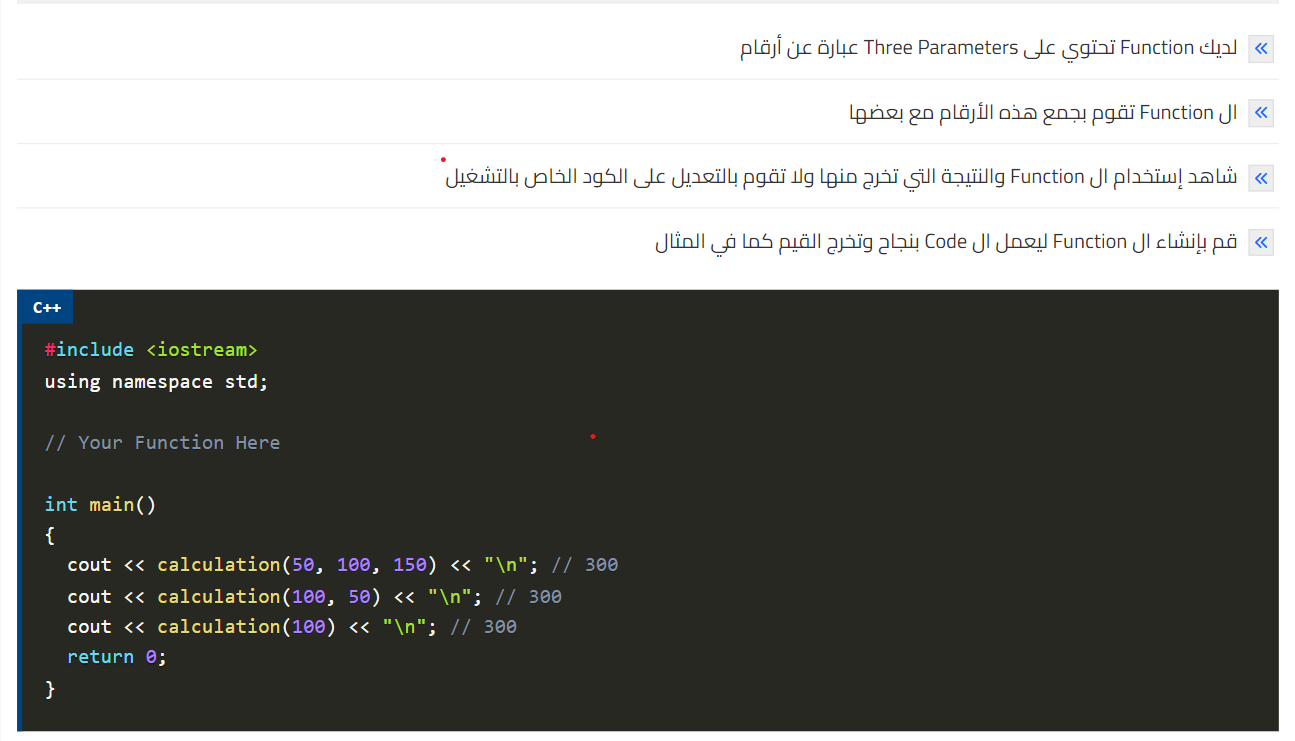 لديك Function تحتوي على Three Parameters عبارة عن أرقام
ال Function تقوم بجمع هذه الأرقام مع بعضها
شاهد إستخدام ال Function والنتيجة التي تخرج منها ولا تقوم بالتعديل على الكود الخاص بالتشغيل
قم بإنشاء ال Function ليعمل ال Code بنجاح وتخرج القيم كما في المثال
C++
#include <iostream>
using namespace std;
// Your Function Here
int main()
{
  cout << calculation(50, 100, 150) << "\n"; // 300
  cout << calculation(100, 50) << "\n"; // 300
  cout << calculation(100) << "\n"; // 300
  return 0;
}